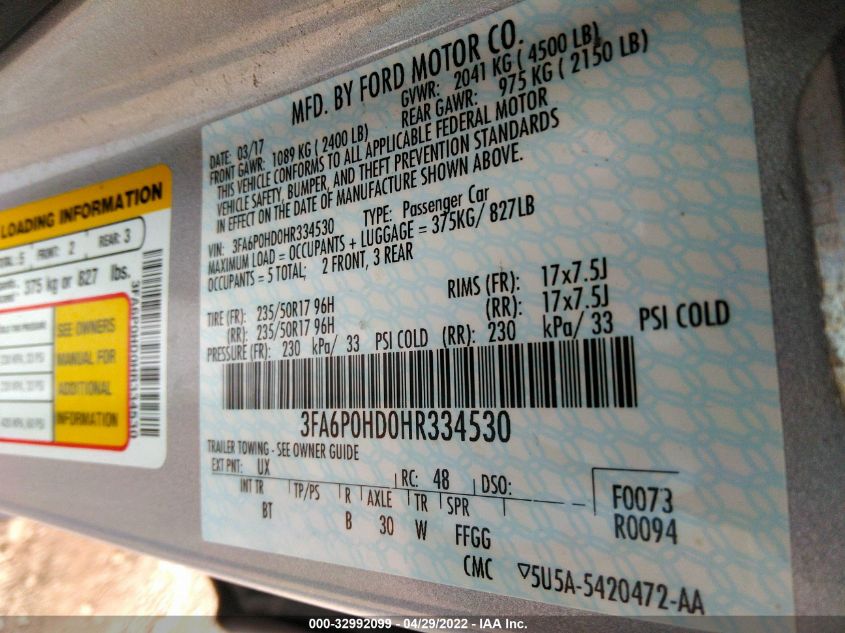 MFD. BY FORD MOTOR CO.
DATE: 03/17 GVWR: 2041 KG ( 4500 LB)
FRONT GAWR: 1089 KG ( 2400 LB) REAR GAWR: 975 KG ( 2150 LB)
THIS VEHICLE CONFORMS TO ALL APPLICABLE FEDERAL MOTOR
VEHICLE SAFETY, BUMPER, AND THEFT PREVENTION STANDARDS
IN EFFECT ON THE DATE OF MANUFACTURE SHOWN ABOVE.
VIN: 3FA6P0HD0HR334530 TYPE: Passenger Car
MAXIMUM LOAD = OCCUPANTS + LUGGAGE = 375KG/ 827LB
OCCUPANTS = 5 TOTAL; 2 FRONT, 3 REAR
TIRE (FR): 235/50R17 96H RIMS (FR): 17x7.5J
(RR): 235/50R17 96H (RR): 17x7.5J
PRESSURE (FR): 230 kPa/ 33 PSI COLD (RR): 230 kPa/ 33 PSI COLD
3FA6P0HD0HR334530
TRAILER TOWING - SEE OWNER GUIDE
EXT PNT: UX RC: 48 DSO:
INT TR TP/PS R AXLE TR SPR
BT B 30 W FFGG
F0073
R0094
CMC ▽5U5A-5420472-AA
LOADING INFORMATION
5 FRONT: 2 REAR: 3
375 kg or 827 lbs.
SEE OWNERS
MANUAL FOR
ADDITIONAL
INFORMATION
3FA6P0HD0HR334530
000-32992099 - 04/29/2022 - IAA Inc.